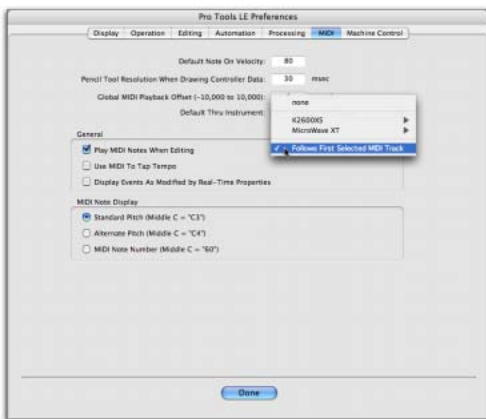 Pro Tools LE Preferences
Display Operation Editing Automation Processing MIDI Machine Control
Default Note On Velocity: 80
Pencil Tool Resolution When Drawing Controller Data: 30 msec
Global MIDI Playback Offset (-10,000 to 10,000):
none
Default Thru Instrument:
K2600XS
MicroWave XT
Follows First Selected MIDI Track
General
Play MIDI Notes When Editing
Use MIDI To Tap Tempo
Display Events As Modified by Real-Time Properties
MIDI Note Display
Standard Pitch (Middle C = "C3")
Alternate Pitch (Middle C = "C4")
MIDI Note Number (Middle C = "60")
Done